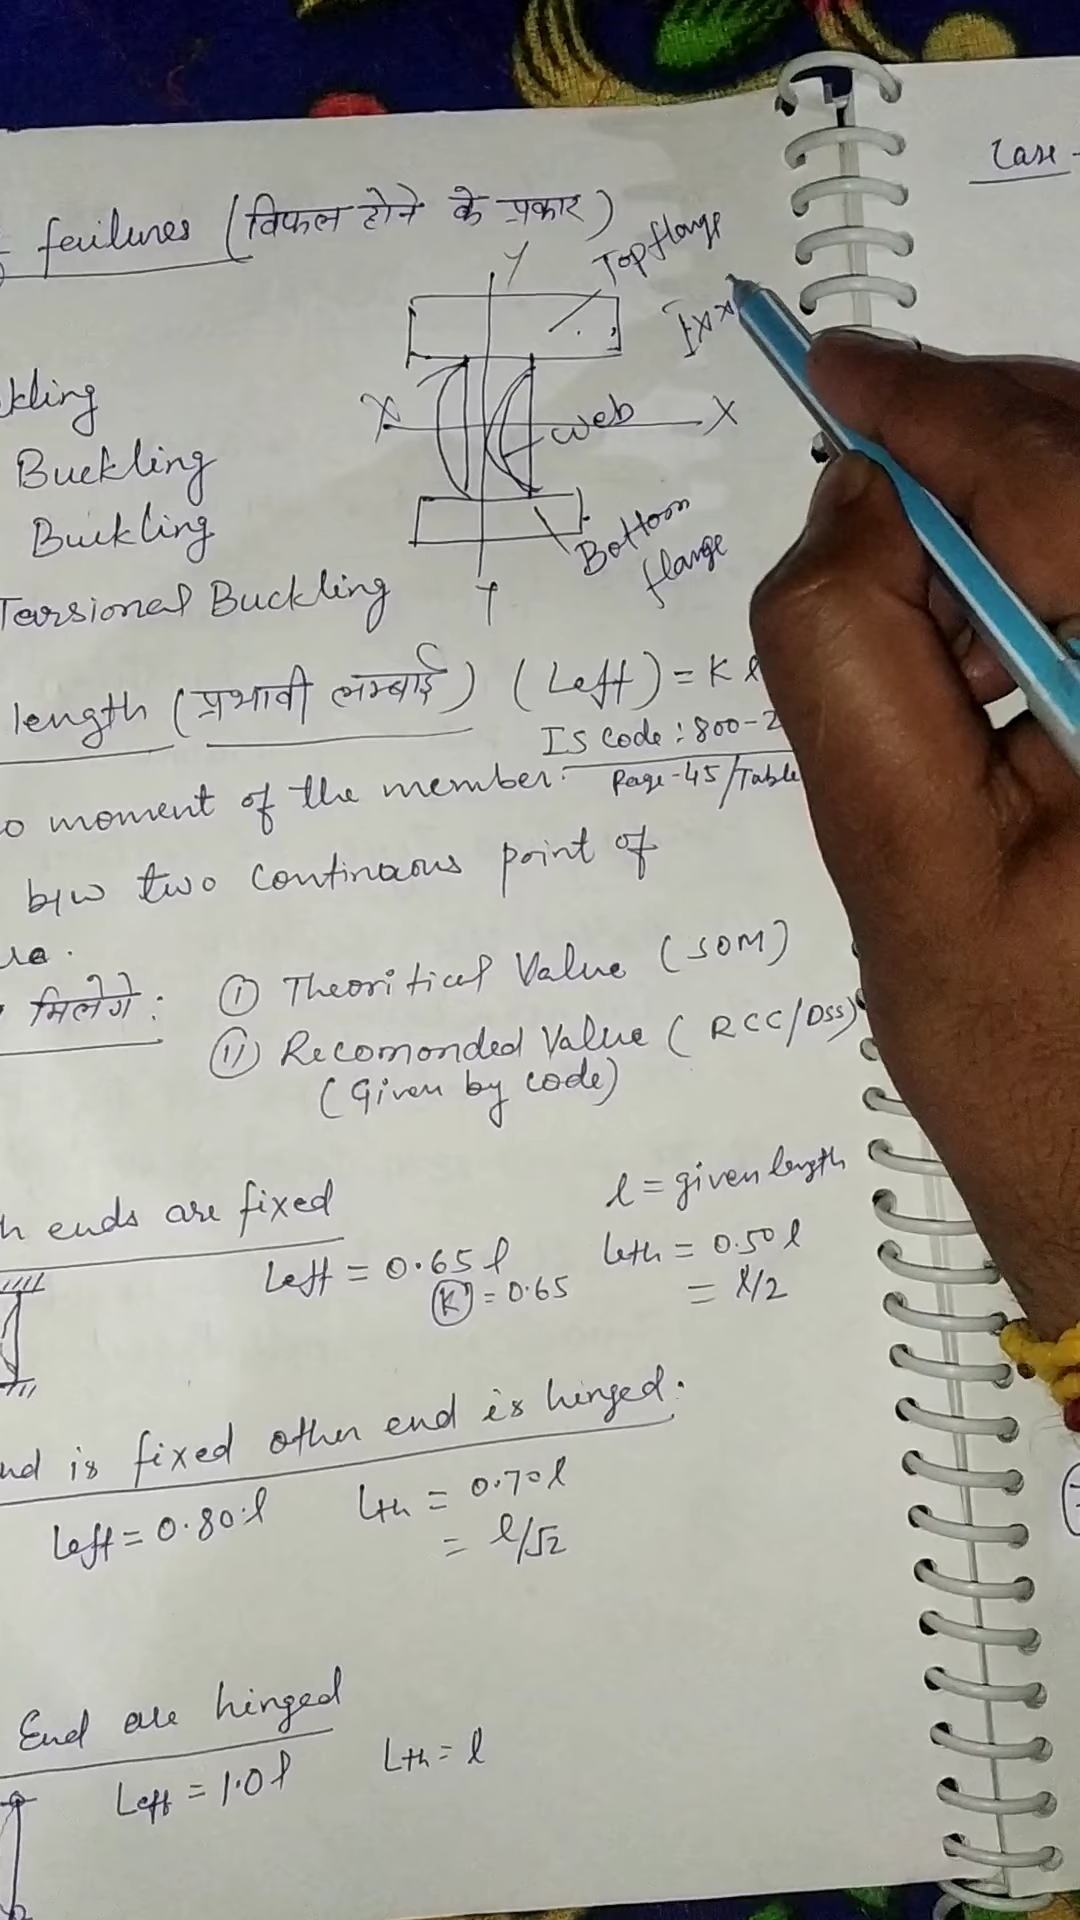 failures (विफल होने के प्रकार)
Y
Top flange
Ixx
X
X
web
Bottom
flange
Y
kling
Buckling
Buckling
Tarsional Buckling
length (प्रभावी लम्बाई) (Leff) = K l
IS Code : 800-2
Page-45/Table
o moment of the member.
b/w two continuous point of
मिलेगे : ① Theoritical Value (SOM)
② Recomonded Value (RCC/DSS)
(Given by code)
l = given length
ends are fixed
Leff = 0.65 l
Lth = 0.50 l
K = 0.65
= l/2
nd is fixed other end is hinged.
Leff = 0.80 l
Lth = 0.70 l
= l/√2
End are hinged
Leff = 1.0 l
Lth = l
Case -